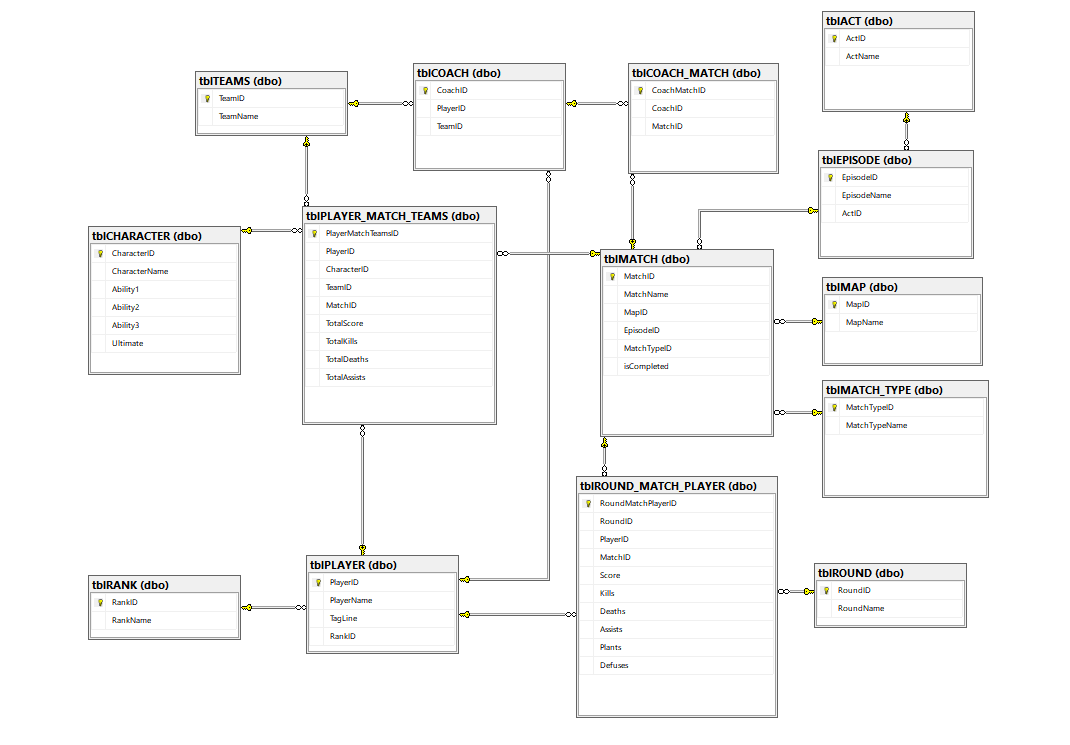 tblACT (dbo)
ActID
ActName
tblTEAMS (dbo)
TeamID
TeamName
tblCOACH (dbo)
CoachID
PlayerID
TeamID
tblCOACH_MATCH (dbo)
CoachMatchID
CoachID
MatchID
tblEPISODE (dbo)
EpisodeID
EpisodeName
ActID
tblCHARACTER (dbo)
CharacterID
CharacterName
Ability1
Ability2
Ability3
Ultimate
tblPLAYER_MATCH_TEAMS (dbo)
PlayerMatchTeamsID
PlayerID
CharacterID
TeamID
MatchID
TotalScore
TotalKills
TotalDeaths
TotalAssists
tblMATCH (dbo)
MatchID
MatchName
MapID
EpisodeID
MatchTypeID
isCompleted
tblMAP (dbo)
MapID
MapName
tblMATCH_TYPE (dbo)
MatchTypeID
MatchTypeName
tblRANK (dbo)
RankID
RankName
tblPLAYER (dbo)
PlayerID
PlayerName
TagLine
RankID
tblROUND_MATCH_PLAYER (dbo)
RoundMatchPlayerID
RoundID
PlayerID
MatchID
Score
Kills
Deaths
Assists
Plants
Defuses
tblROUND (dbo)
RoundID
RoundName